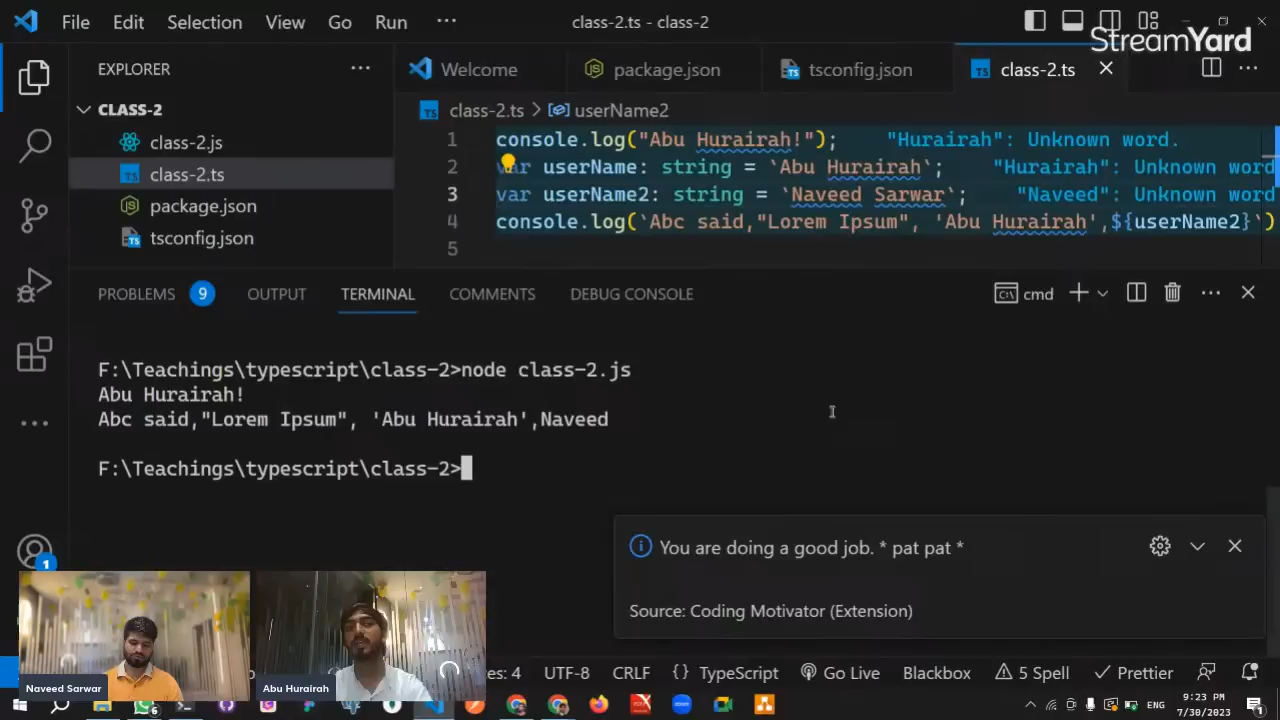 File Edit Selection View Go Run ··· class-2.ts - class-2
StreamYard
EXPLORER ···
Welcome package.json tsconfig.json class-2.ts
CLASS-2
class-2.js
class-2.ts
package.json
tsconfig.json
class-2.ts > userName2
1 console.log("Abu Hurairah!"); "Hurairah": Unknown word.
2 var userName: string = `Abu Hurairah`; "Hurairah": Unknown word
3 var userName2: string = `Naveed Sarwar`; "Naveed": Unknown word
4 console.log(`Abc said,"Lorem Ipsum", 'Abu Hurairah',${userName2}`)
5
PROBLEMS 9 OUTPUT TERMINAL COMMENTS DEBUG CONSOLE cmd
F:\Teachings\typescript\class-2>node class-2.js
Abu Hurairah!
Abc said,"Lorem Ipsum", 'Abu Hurairah',Naveed
F:\Teachings\typescript\class-2>
You are doing a good job. * pat pat *
Source: Coding Motivator (Extension)
1
Naveed Sarwar
Abu Hurairah
es: 4 UTF-8 CRLF {} TypeScript Go Live Blackbox 5 Spell Prettier
6
ENG
9:23 PM
7/30/2023
1